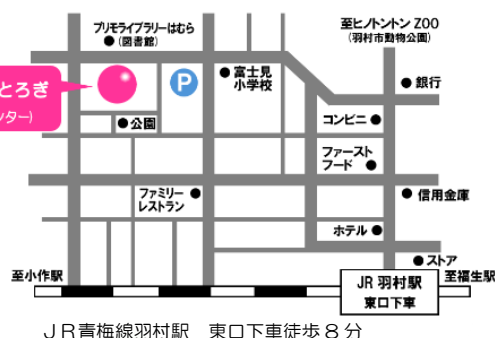 プリモライブラリーはむら
(図書館)
至ヒノトントン ZOO
(羽村市動物公園)
とろぎ
ンター)
P
富士見
小学校
銀行
公園
コンビニ
ファースト
フード
ファミリー
レストラン
信用金庫
ホテル
ストア
至小作駅
JR 羽村駅
東口下車
至福生駅
ＪＲ青梅線羽村駅　東口下車徒歩８分